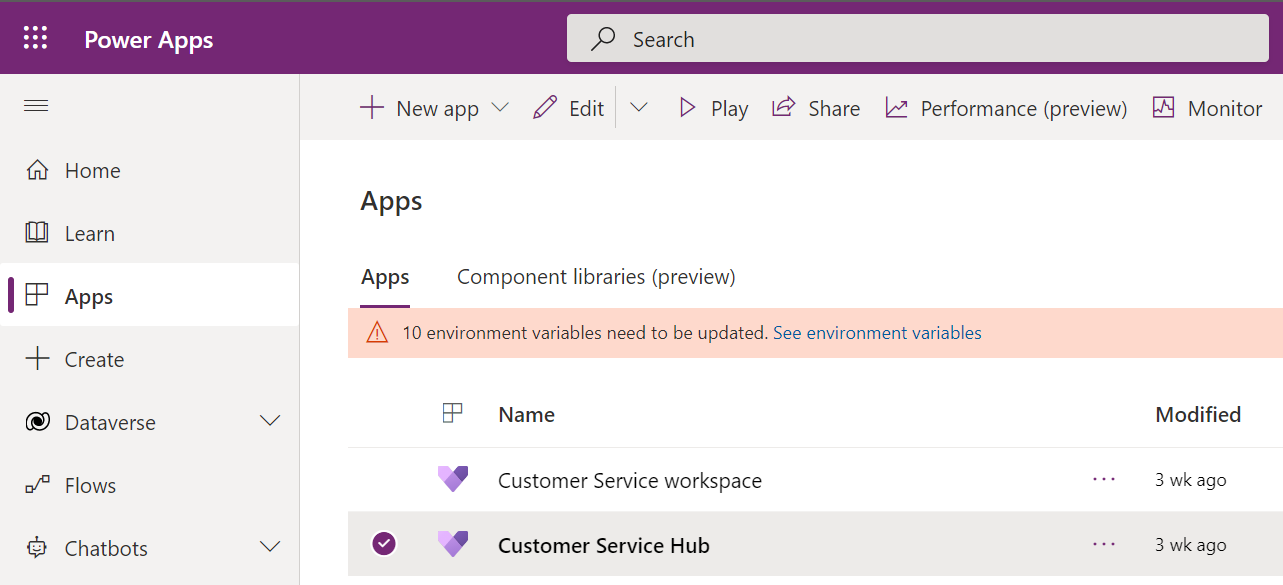 Power Apps
Search
New app
Edit
Play
Share
Performance (preview)
Monitor
Home
Learn
Apps
Create
Dataverse
Flows
Chatbots
Apps
Apps
Component libraries (preview)
10 environment variables need to be updated. See environment variables
Name
Modified
Customer Service workspace
... 3 wk ago
Customer Service Hub
... 3 wk ago